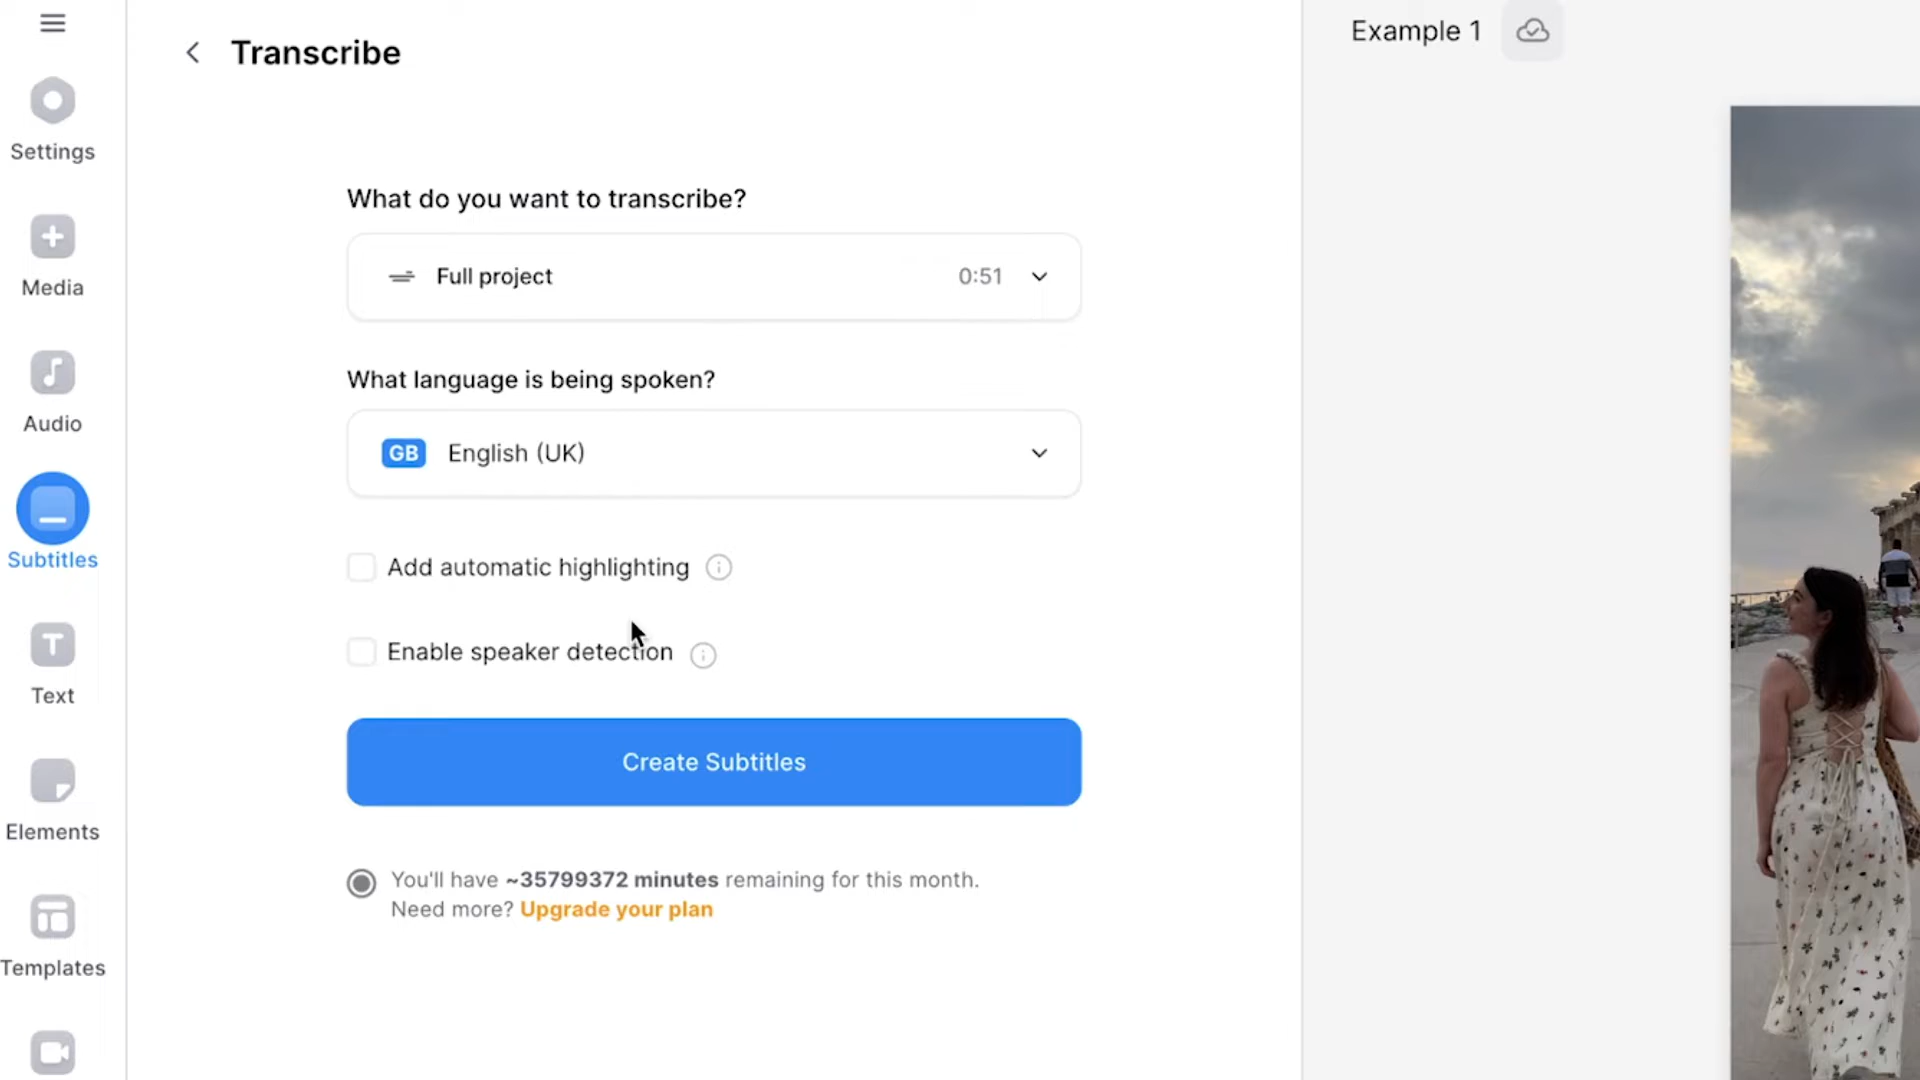 Settings
Media
Audio
Subtitles
Text
Elements
Templates
Transcribe
What do you want to transcribe?
Full project 0:51
What language is being spoken?
GB English (UK)
Add automatic highlighting
Enable speaker detection
Create Subtitles
You'll have ~35799372 minutes remaining for this month.
Need more? Upgrade your plan
Example 1